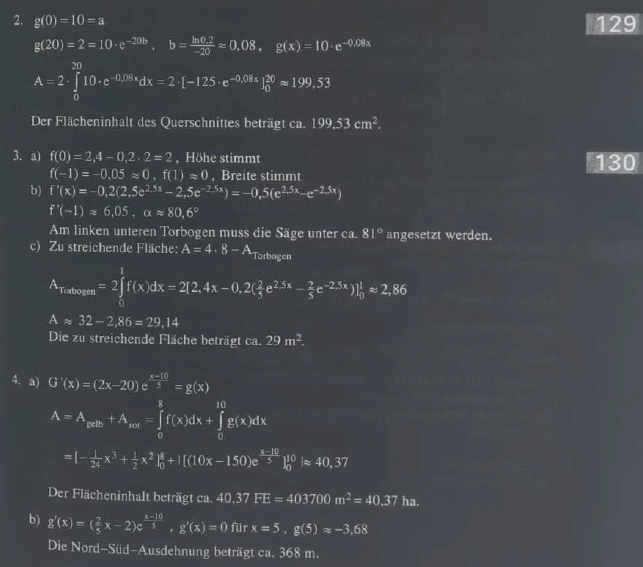 2. g(0) = 10 = a
129
g(20) = 2 = 10·e^(-20b), b = ln0,2/-20 ≈ 0,08, g(x) = 10·e^(-0,08x)
A = 2·∫₀²⁰ 10·e^(-0,08x)dx = 2·[-125·e^(-0,08x)]₀²⁰ ≈ 199,53
Der Flächeninhalt des Querschnittes beträgt ca. 199,53 cm².
3. a) f(0) = 2,4 – 0,2·2 = 2, Höhe stimmt
130
f(-1) = -0,05 ≈ 0, f(1) ≈ 0, Breite stimmt
b) f'(x) = -0,2(2,5e^(2,5x) – 2,5e^(-2,5x)) = -0,5(e^(2,5x) – e^(-2,5x))
f'(-1) ≈ 6,05, α ≈ 80,6°
Am linken unteren Torbogen muss die Säge unter ca. 81° angesetzt werden.
c) Zu streichende Fläche: A = 4·8 – A_Torbogen
A_Torbogen = 2∫₀¹ f(x)dx = 2[2,4x – 0,2(2/5 e^(2,5x) – 2/5 e^(-2,5x))]₀¹ ≈ 2,86
A ≈ 32 – 2,86 = 29,14
Die zu streichende Fläche beträgt ca. 29 m².
4. a) G'(x) = (2x–20) e^((x-10)/5) = g(x)
A = A_gelb + A_rot = ∫₀⁸ f(x)dx + ∫₀¹⁰ g(x)dx
= [-1/24 x³ + 1/2 x²]₀⁸ + |[(10x – 150)e^((x-10)/5)]₀¹⁰| ≈ 40,37
Der Flächeninhalt beträgt ca. 40,37 FE = 403700 m² = 40,37 ha.
b) g'(x) = (2/5 x – 2)e^((x-10)/5), g'(x) = 0 für x = 5, g(5) ≈ -3,68
Die Nord–Süd–Ausdehnung beträgt ca. 368 m.